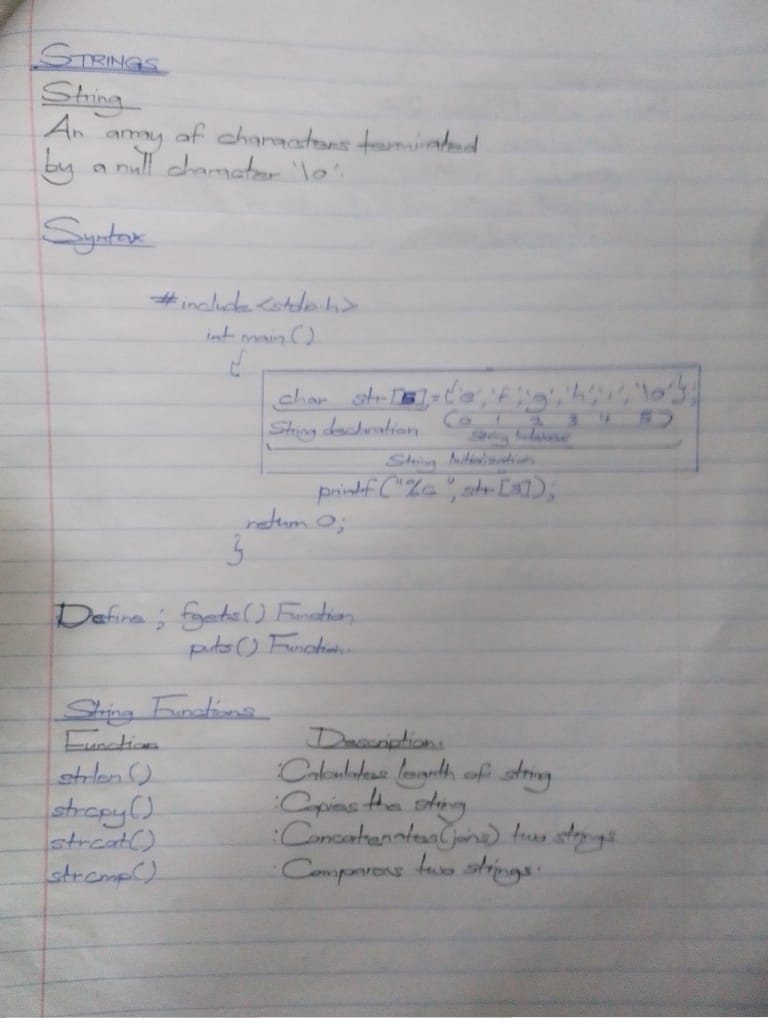 STRINGS
String
An array of characters terminated
by a null character '\0'.
Syntax
#include <stdio.h>
int main()
{
char str[5]={'e','f','g','h','i','\0'};
String declaration (0 1 2 3 4 5)
String
String Initialisation
printf("%c", str[3]);
return 0;
}
Define ; fgets() Function
puts() Function.
String Functions
Function Description.
strlen() :Calculates length of string
strcpy() :Copies the string
strcat() :Concatenates(joins) two strings
strcmp() :Compares two strings.